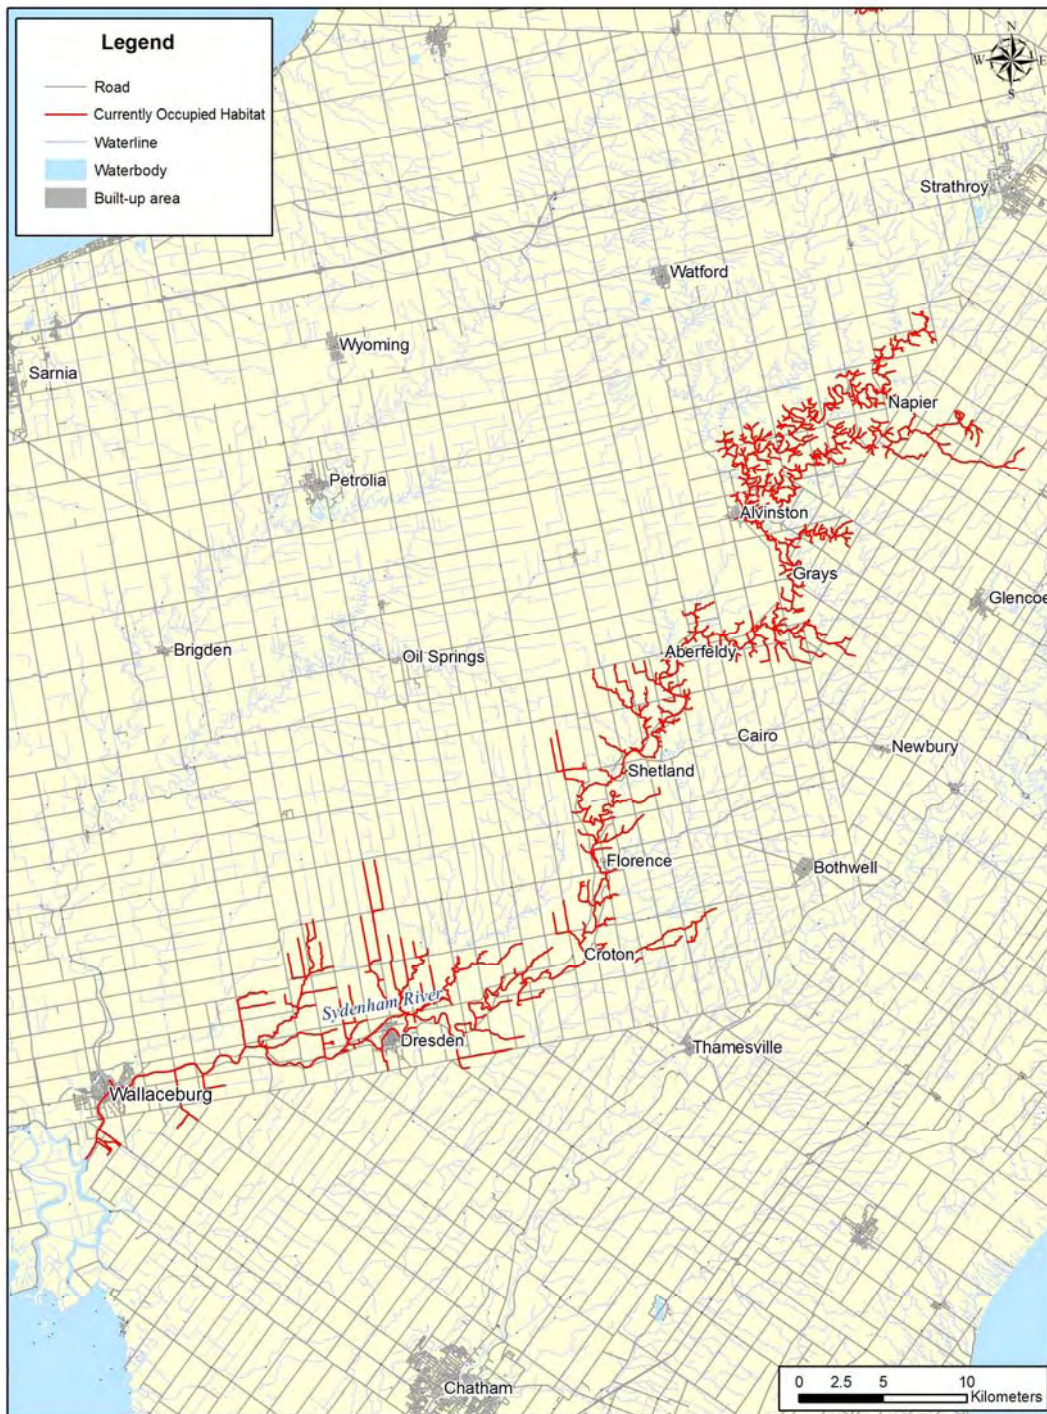 Legend
Road
Currently Occupied Habitat
Waterline
Waterbody
Built-up area
N
W E
S
Strathroy
Watford
Wyoming
Sarnia
Napier
Petrolia
Alvinston
Grays
Glencoe
Brigden
Oil Springs
Aberfeldy
Cairo
Newbury
Shetland
Florence
Bothwell
Croton
Sydenham River
Dresden
Thamesville
Wallaceburg
Chatham
0 2.5 5 10
Kilometers